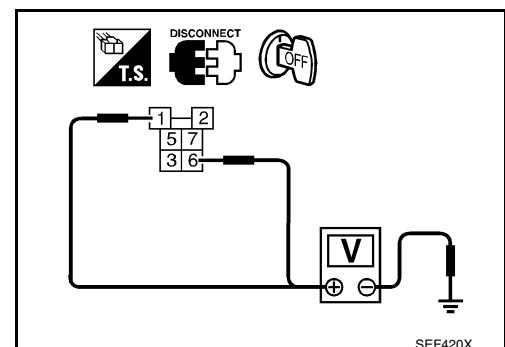 DISCONNECT
T.S.
OFF
1 2
5 7
3 6
V
+ −
SEF420X